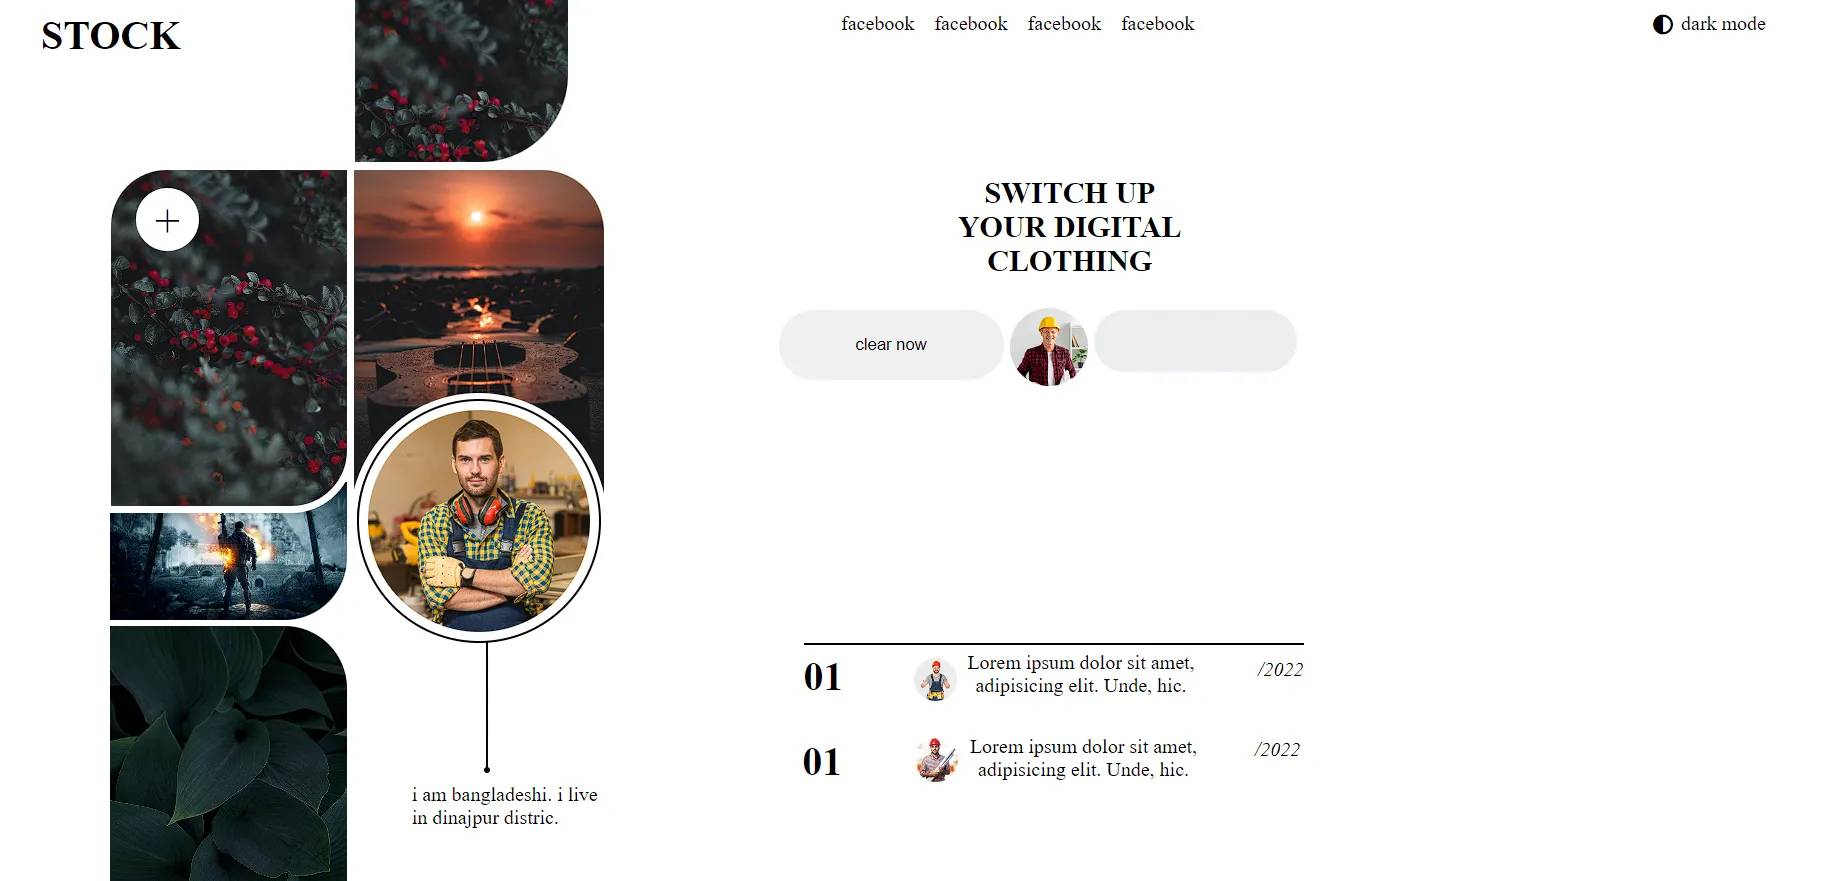 STOCK
facebook facebook facebook facebook
dark mode
SWITCH UP
YOUR DIGITAL
CLOTHING
clear now
01
Lorem ipsum dolor sit amet,
adipisicing elit. Unde, hic.
/2022
01
Lorem ipsum dolor sit amet,
adipisicing elit. Unde, hic.
/2022
i am bangladeshi. i live
in dinajpur distric.